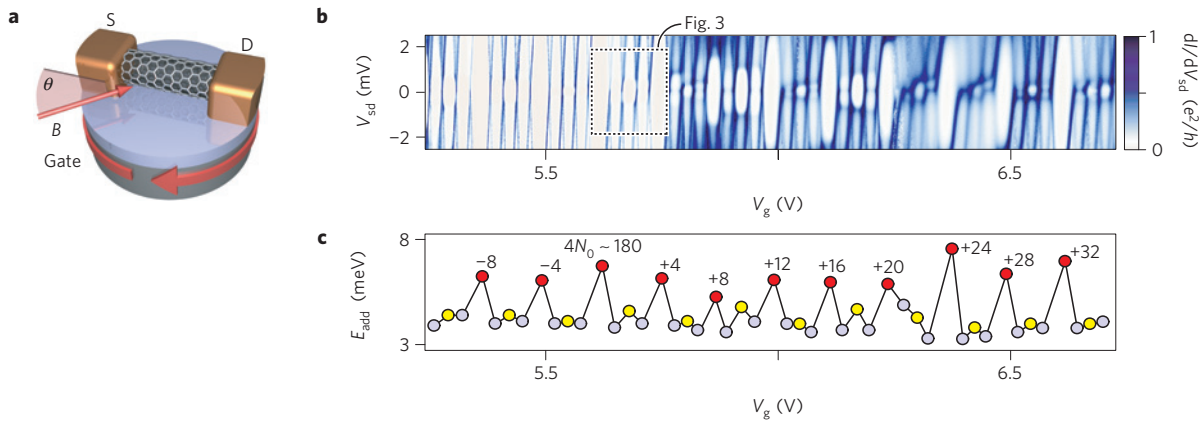 a
S
D
θ
B
Gate
b
Fig. 3
2
0
−2
V_sd (mV)
5.5
6.5
V_g (V)
1
0
dI/dV_sd (e²/h)
c
8
3
E_add (meV)
−8
−4
4N₀ ~ 180
+4
+8
+12
+16
+20
+24
+28
+32
5.5
6.5
V_g (V)